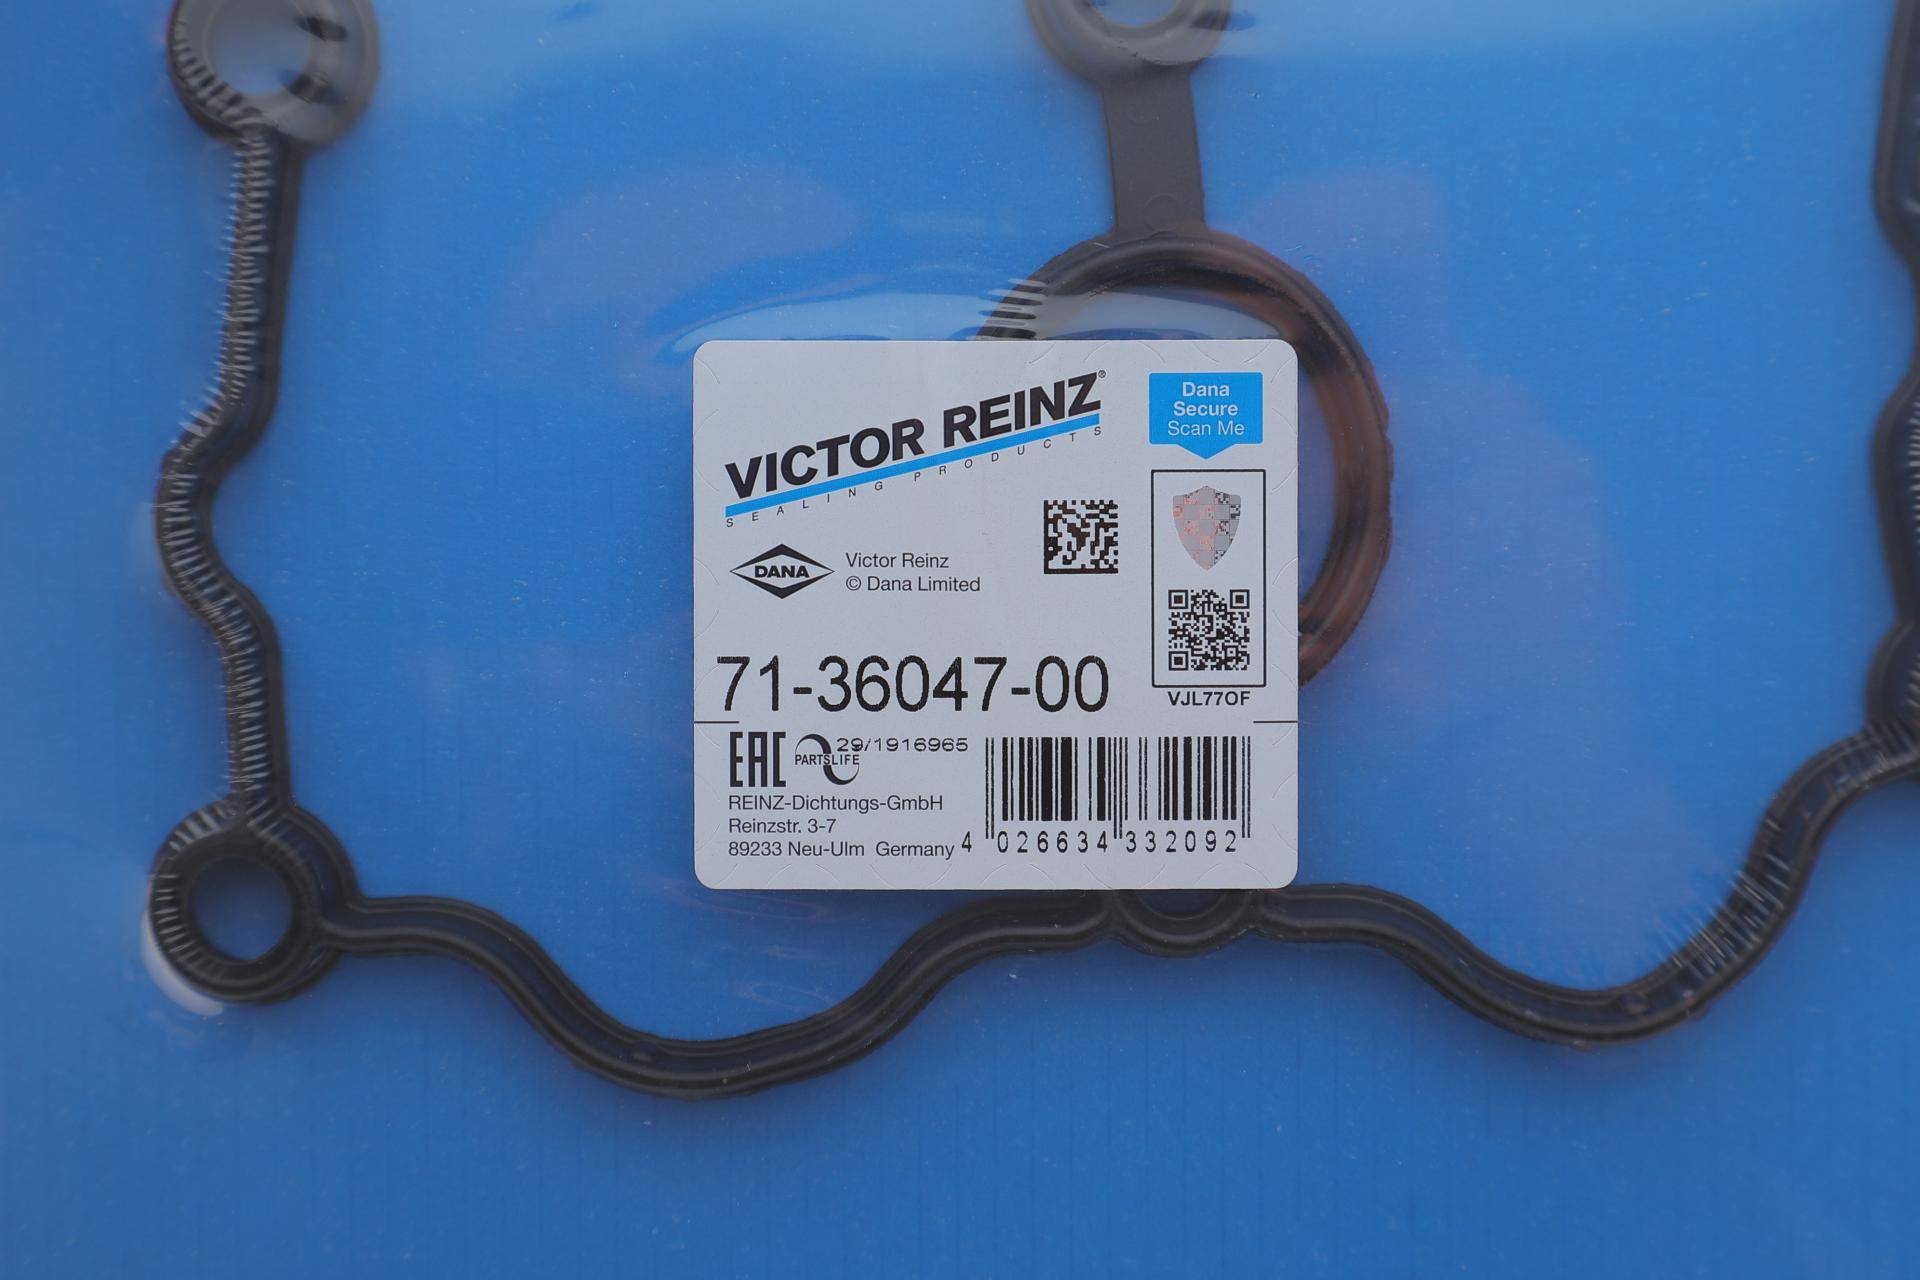 VICTOR REINZ®
SEALING PRODUCTS
Dana
Secure
Scan Me
DANA
Victor Reinz
© Dana Limited
71-36047-00
VJL77OF
EAC
PARTSLIFE
29/1916965
REINZ-Dichtungs-GmbH
Reinzstr. 3-7
89233 Neu-Ulm Germany
4 026634 332092